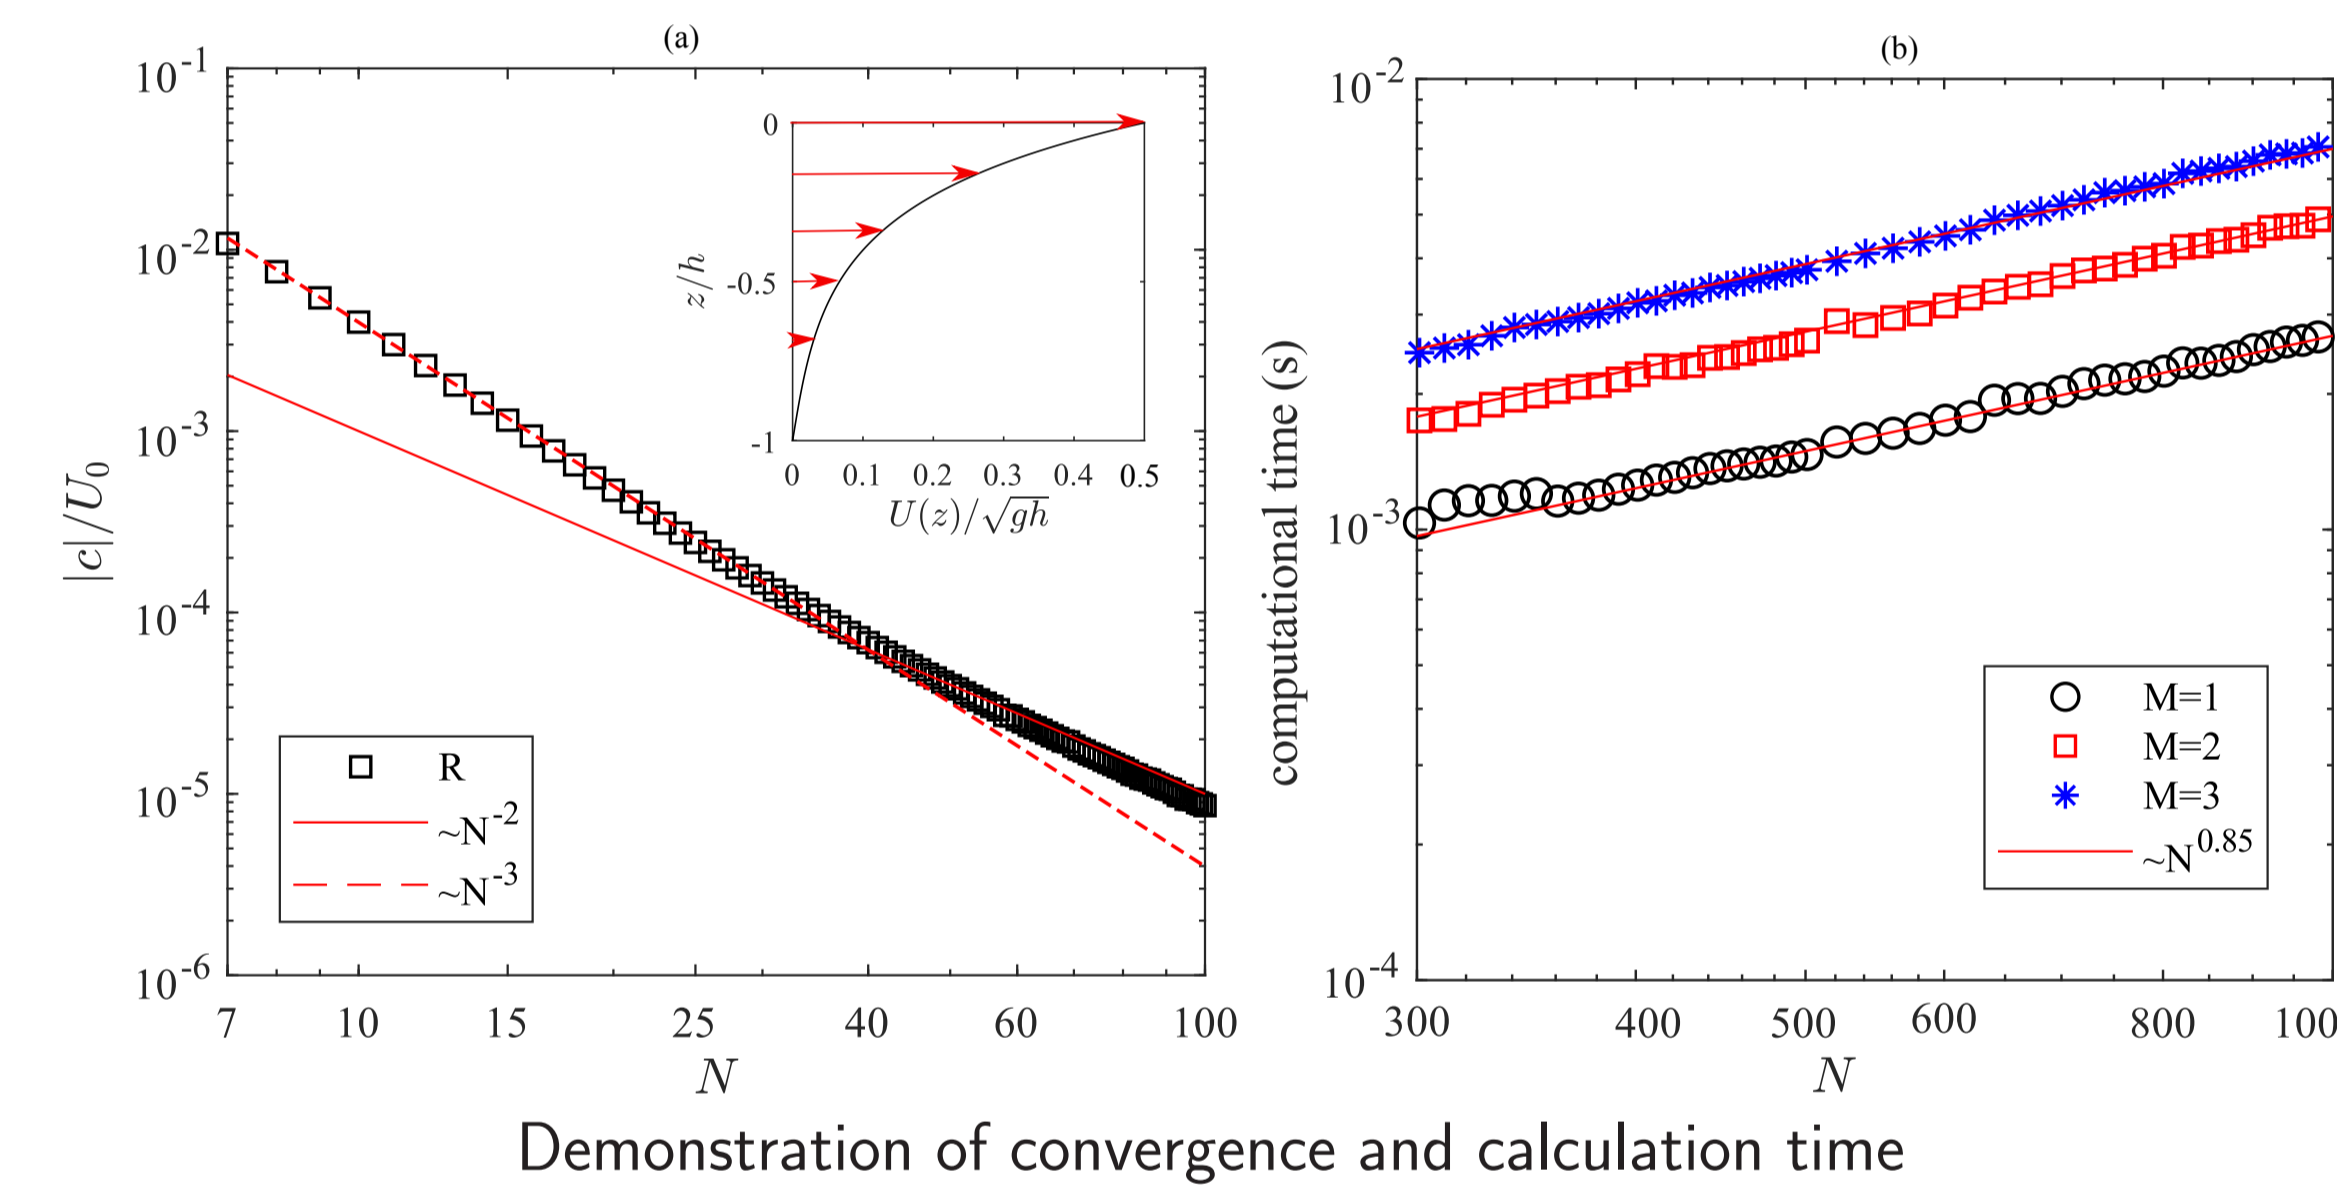 (a)
10^-1
10^-2
10^-3
10^-4
10^-5
10^-6
|c|/U_0
7 10 15 25 40 60 100
N
R
~N^-2
~N^-3
0
-0.5
-1
z/h
0 0.1 0.2 0.3 0.4 0.5
U(z)/√gh
(b)
10^-2
10^-3
10^-4
computational time (s)
300 400 500 600 800 100
N
M=1
M=2
M=3
~N^0.85
Demonstration of convergence and calculation time